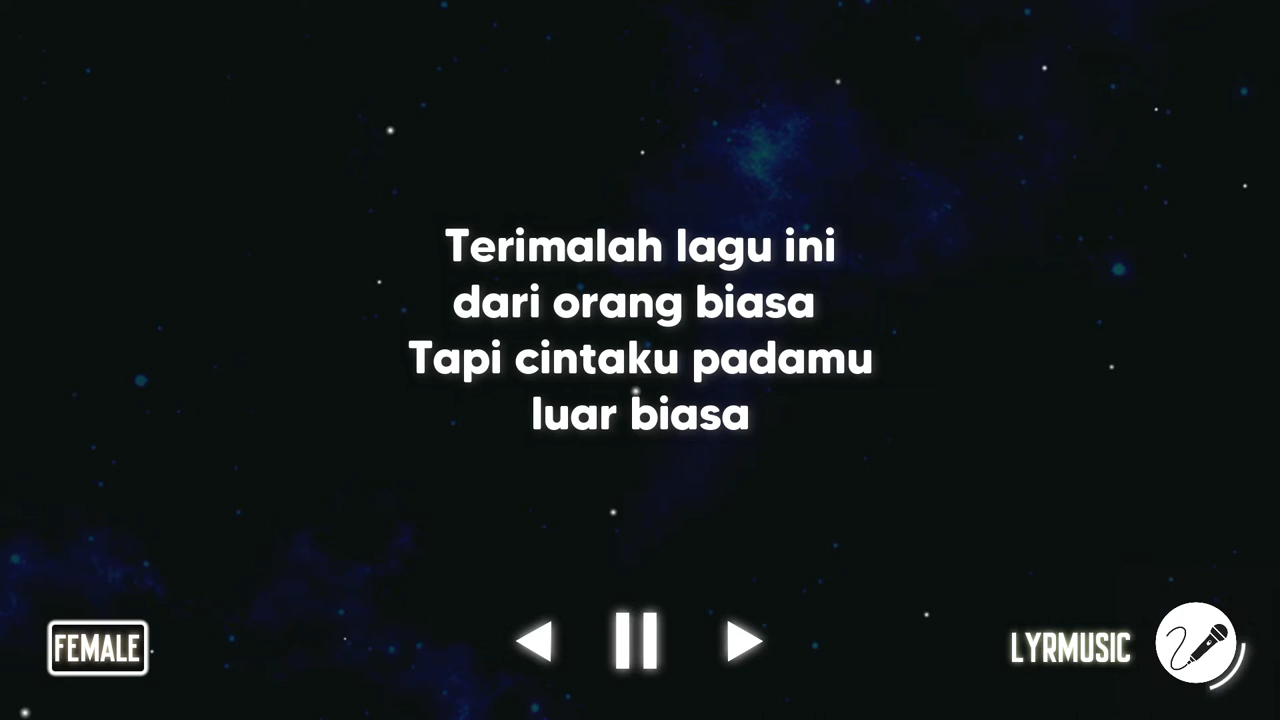 Terimalah lagu ini
dari orang biasa
Tapi cintaku padamu
luar biasa
FEMALE
LYRMUSIC